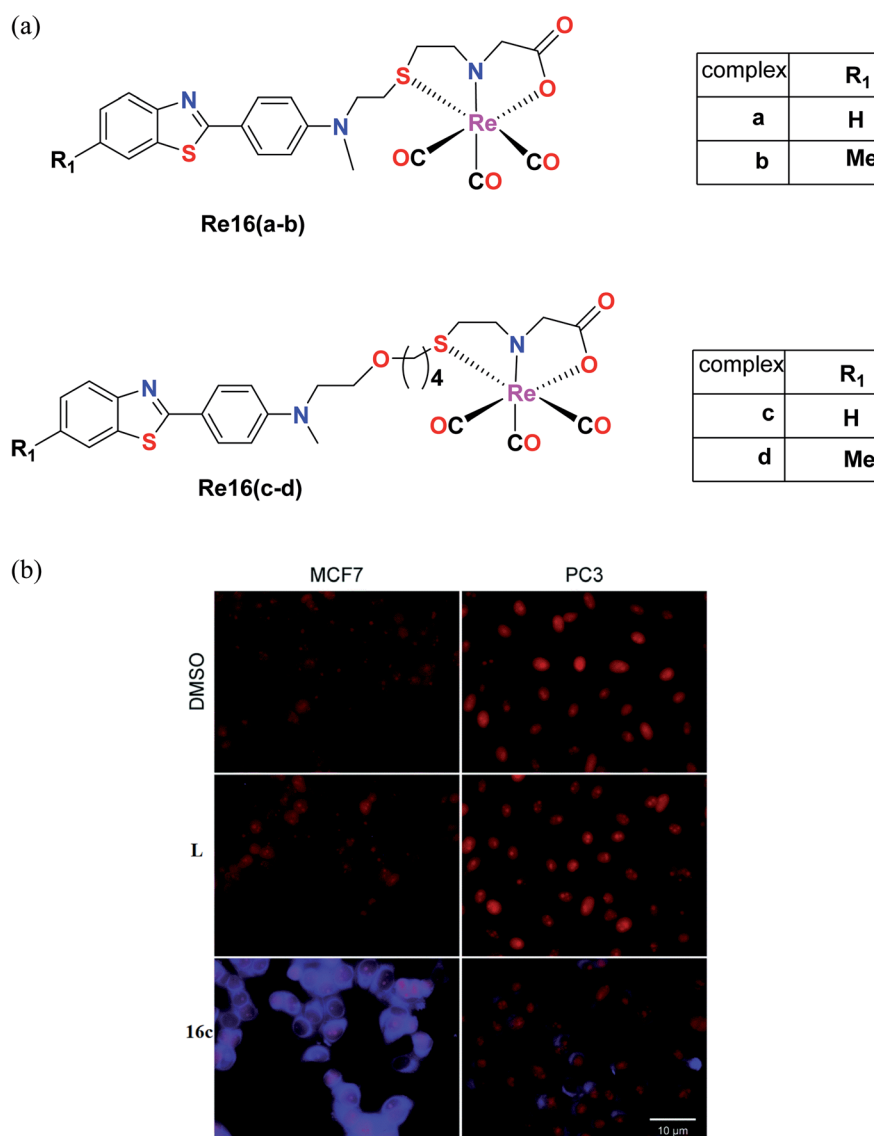 (a)
O
S N O
N
Re
S N
R1
OC CO
CO
Re16(a-b)
complex R1
a H
b Me
O
O S N O
4
N
Re
S N
R1
OC CO
CO
Re16(c-d)
complex R1
c H
d Me
(b)
MCF7 PC3
DMSO
L
16c
10 μm